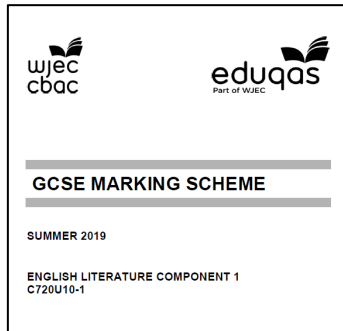 wjec
cbac
eduqas
Part of WJEC
GCSE MARKING SCHEME
SUMMER 2019
ENGLISH LITERATURE COMPONENT 1
C720U10-1